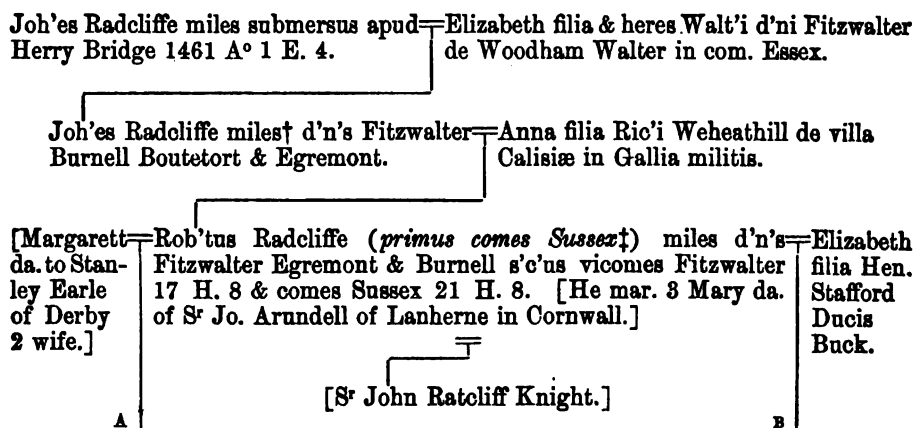 Joh'es Radcliffe miles submersus apud
Herry Bridge 1461 Aº 1 E. 4.
Elizabeth filia & heres Walt'i d'ni Fitzwalter
de Woodham Walter in com. Essex.
Joh'es Radcliffe miles† d'n's Fitzwalter
Burnell Boutetort & Egremont.
Anna filia Ric'i Weheathill de villa
Calisiæ in Gallia militis.
[Margarett
da. to Stan-
ley Earle
of Derby
2 wife.]
Rob'tus Radcliffe (primus comes Sussex‡) miles d'n's
Fitzwalter Egremont & Burnell s'c'us vicomes Fitzwalter
17 H. 8 & comes Sussex 21 H. 8. [He mar. 3 Mary da.
of Sʳ Jo. Arundell of Lanherne in Cornwall.]
Elizabeth
filia Hen.
Stafford
Ducis
Buck.
[Sʳ John Ratcliff Knight.]
A
B